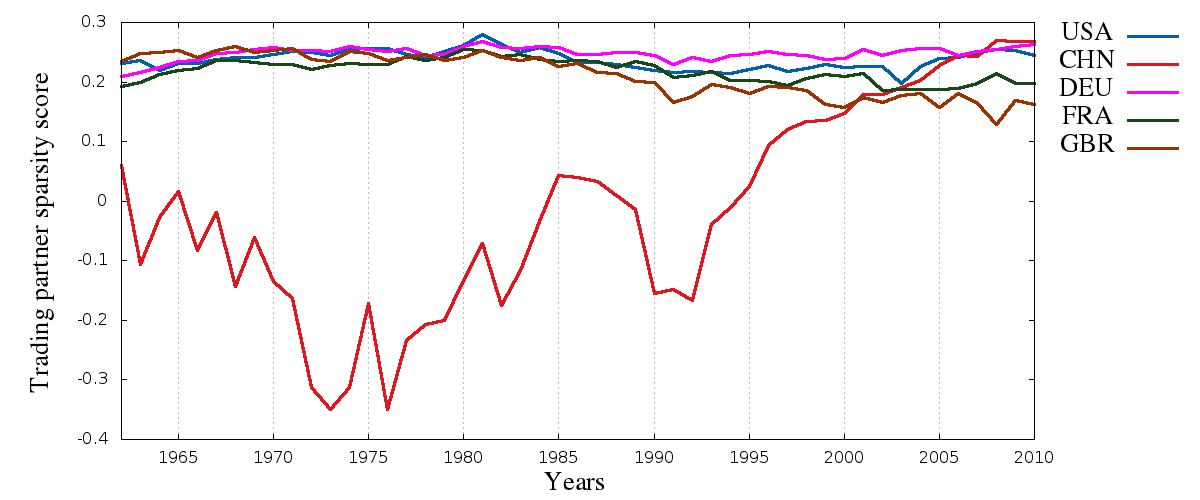 Trading partner sparsity score
0.3
0.2
0.1
0
-0.1
-0.2
-0.3
-0.4
1965 1970 1975 1980 1985 1990 1995 2000 2005 2010
Years
USA
CHN
DEU
FRA
GBR